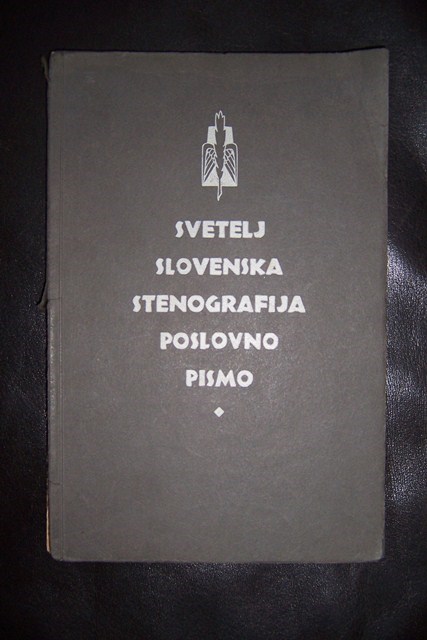 SVETELJ
SLOVENSKA
STENOGRAFIJA
POSLOVNO
PISMO